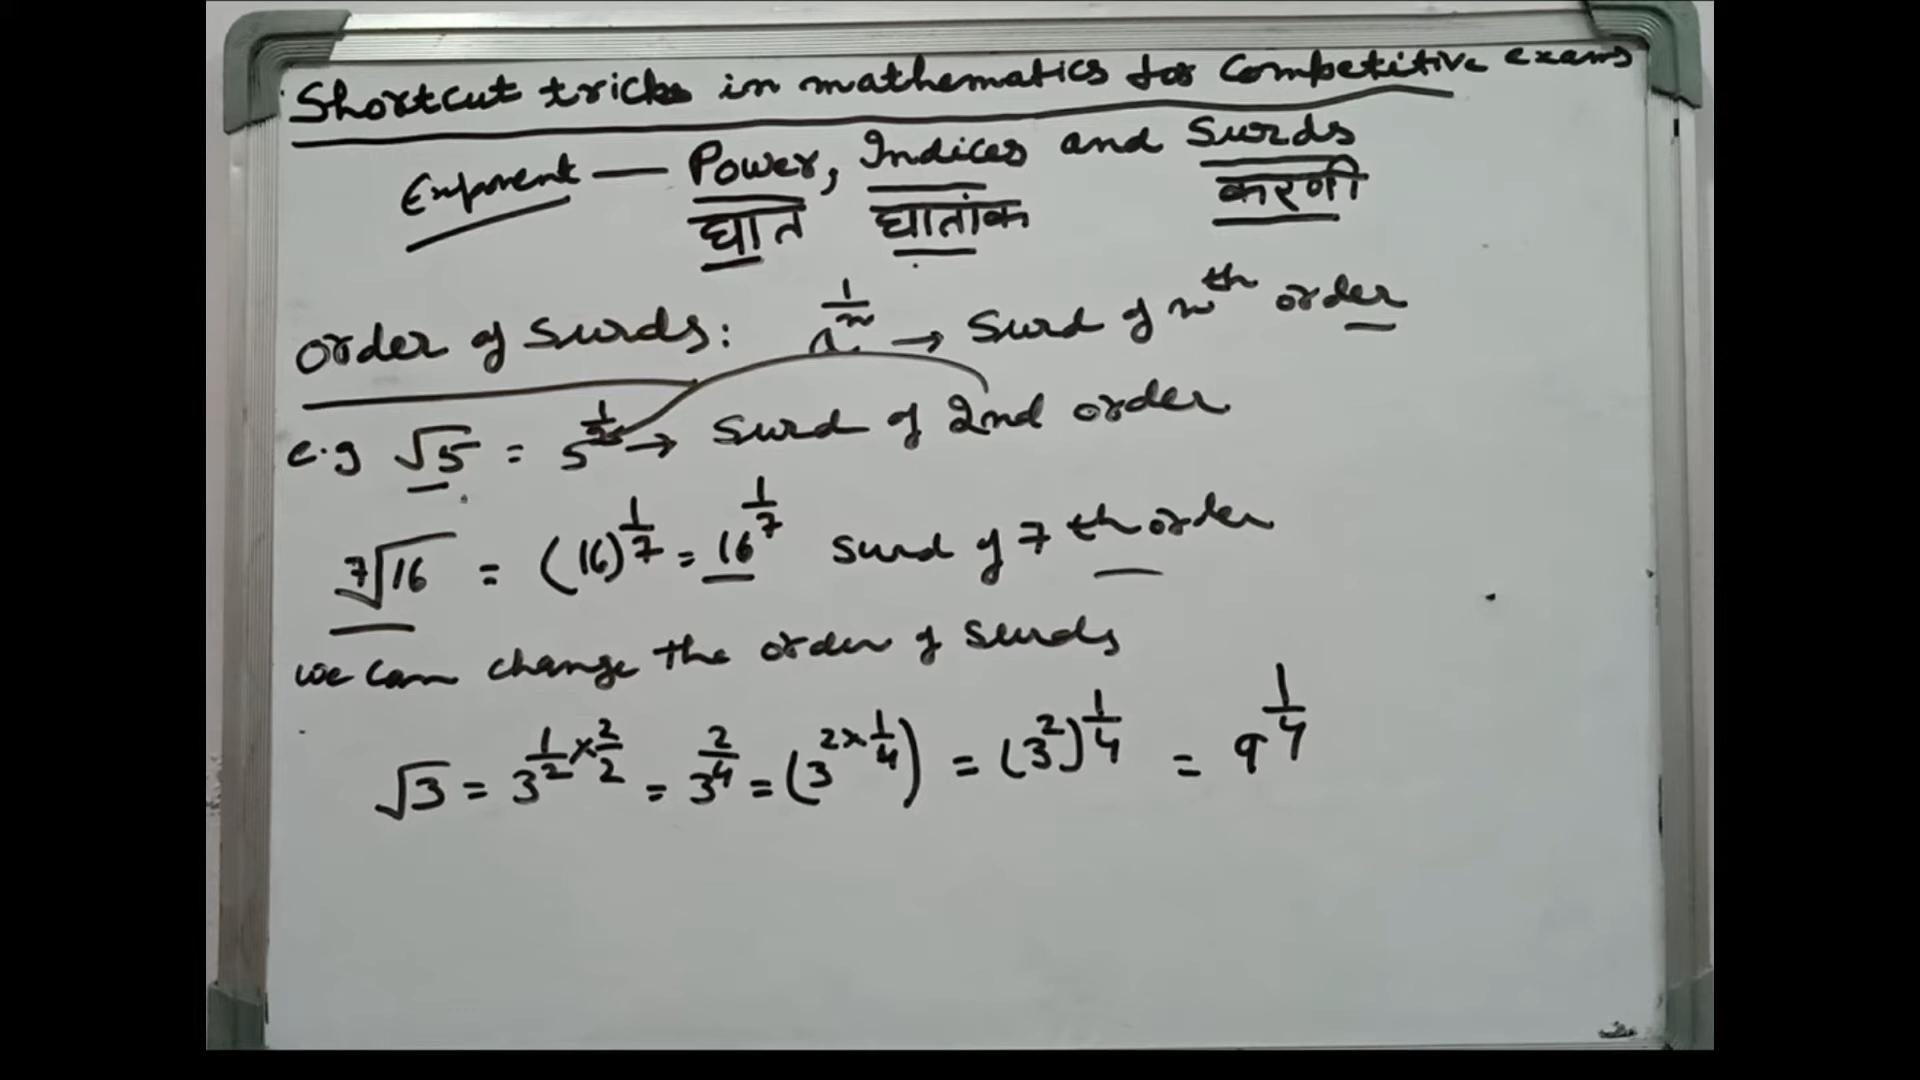 Shortcut tricks in mathematics for Competitive exams
Exponent — Power, Indices and Surds
घात घातांक करणी
order of Surds: a^(1/n) → Surd of nth order
e.g √5 = 5^(1/2) → Surd of 2nd order
⁷√16 = (16)^(1/7) = 16^(1/7) surd of 7th order
we can change the order of surds
√3 = 3^(1/2 × 2/2) = 3^(2/4) = (3^(2 × 1/4)) = (3^2)^(1/4) = 9^(1/4)